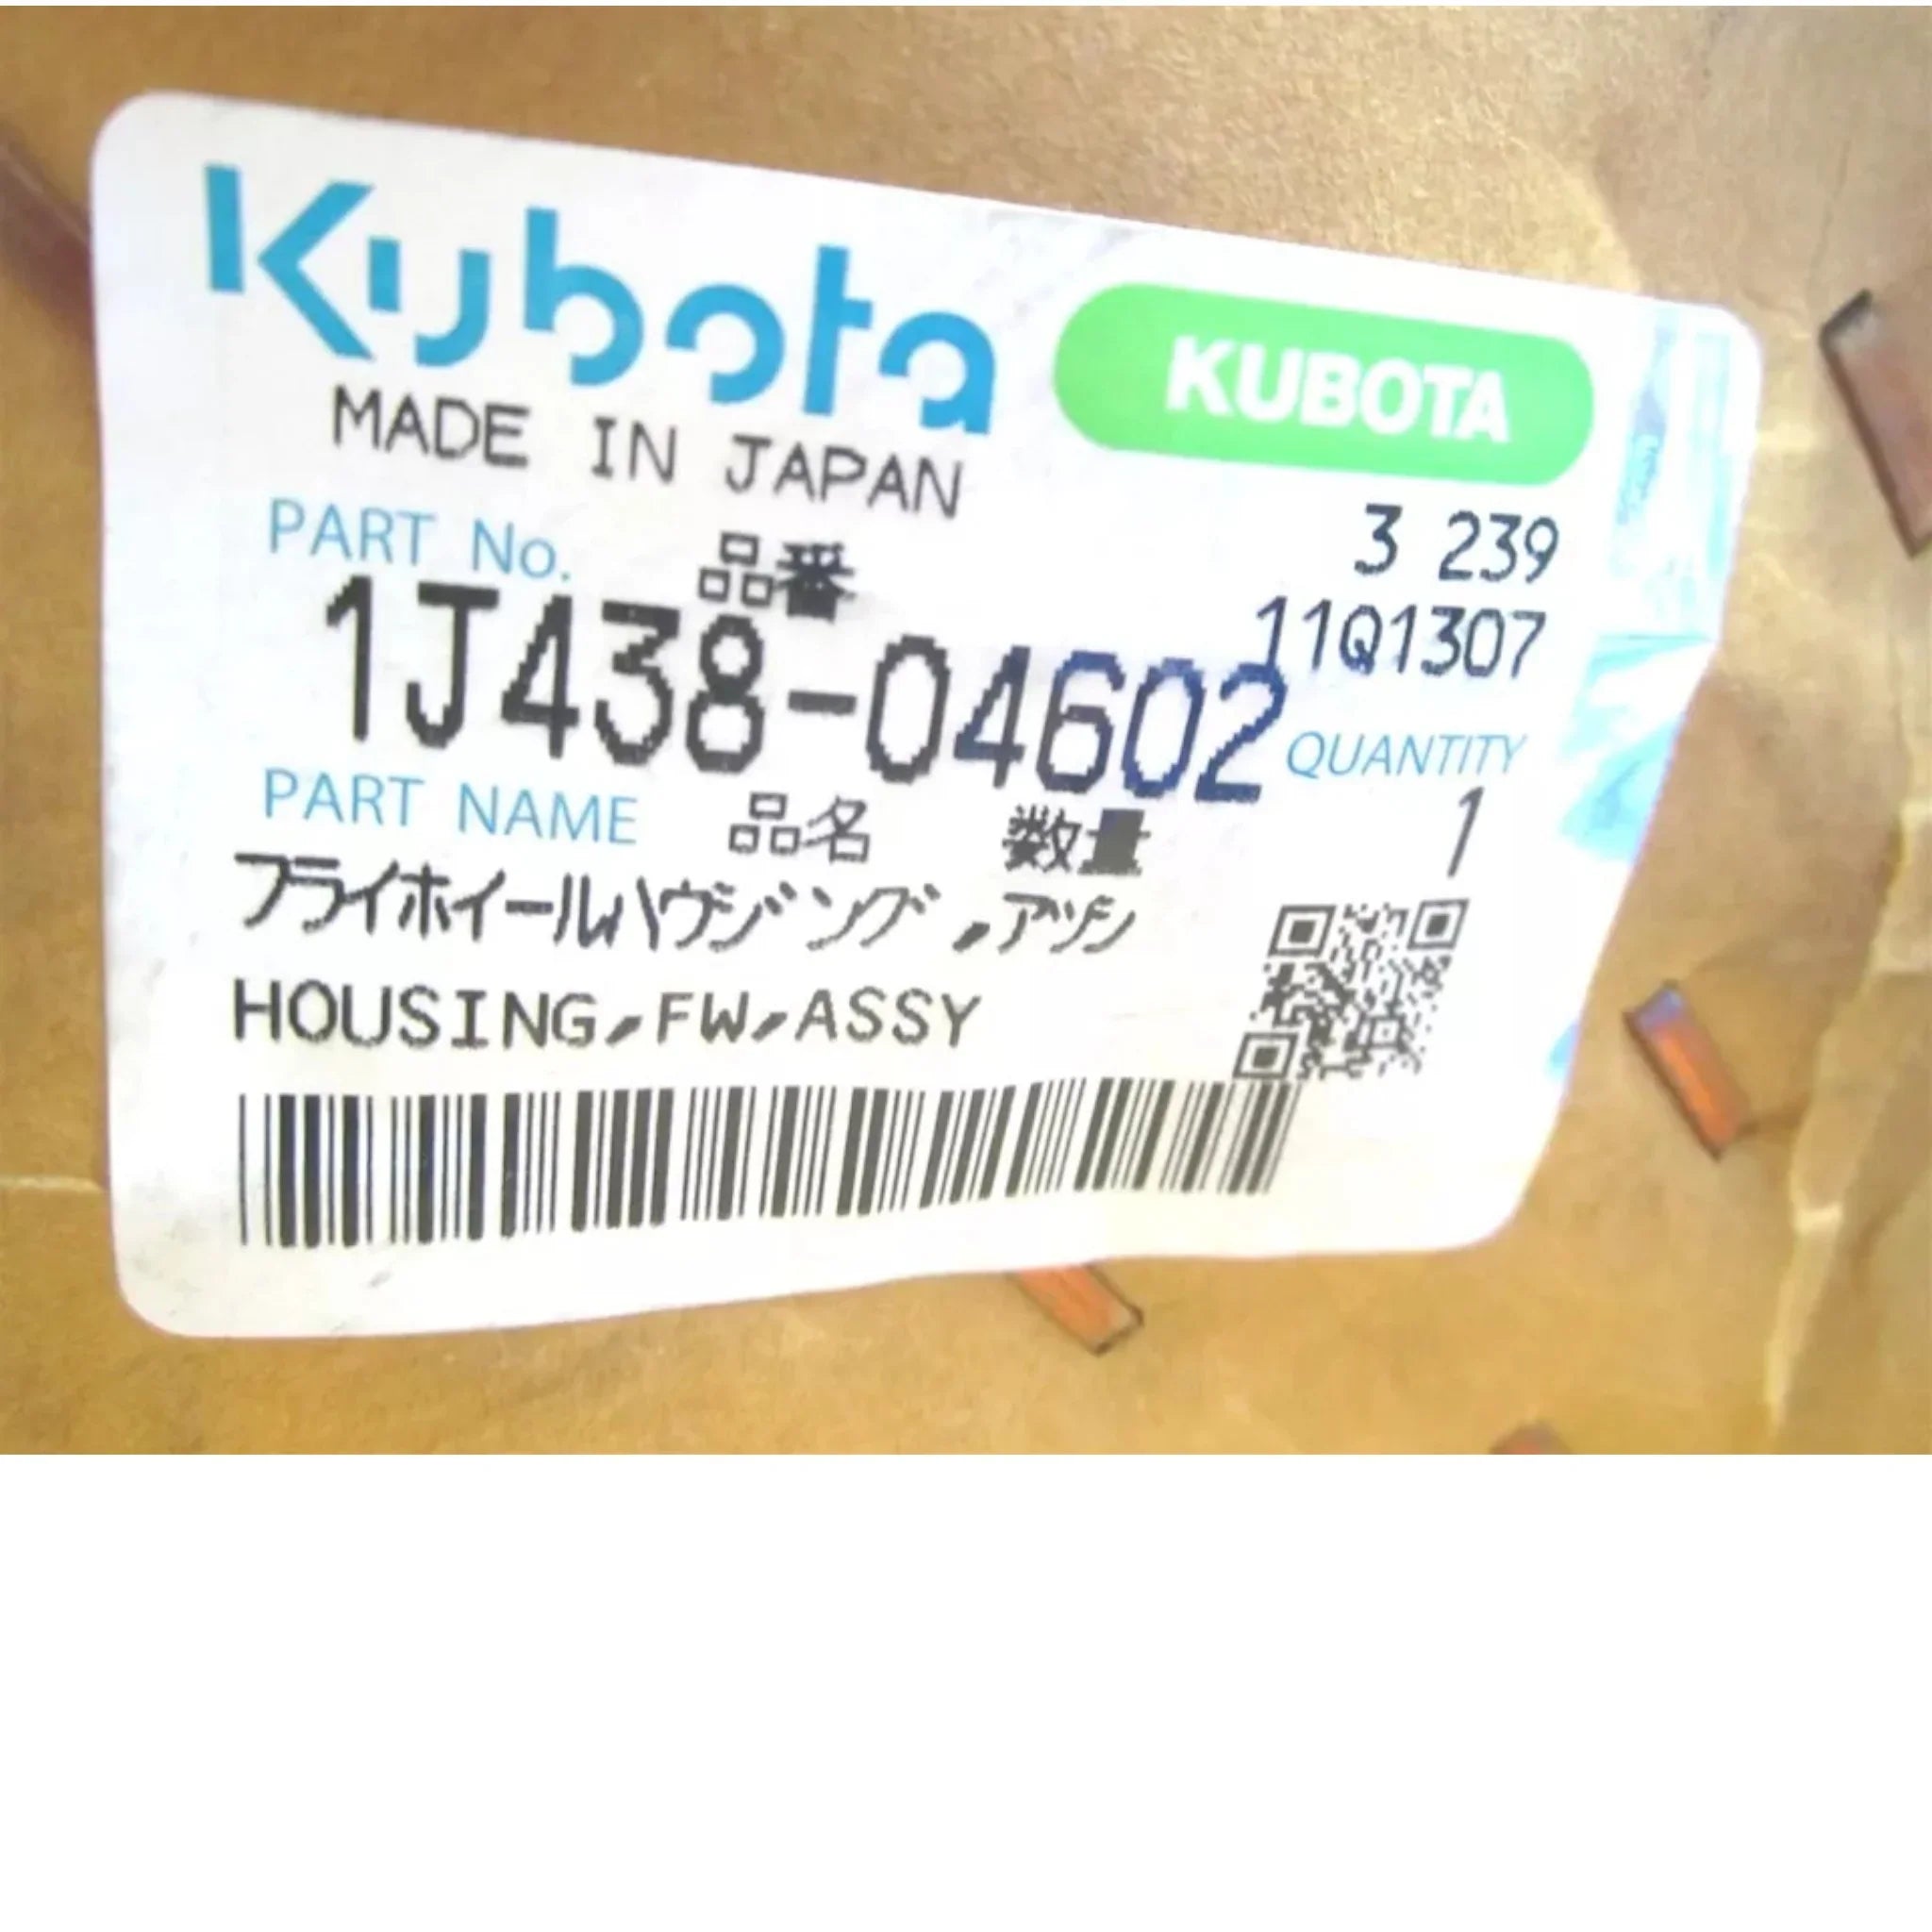 Kubota
KUBOTA
MADE IN JAPAN
3 239
PART No. 品番
11Q1307
1J438-04602
QUANTITY
PART NAME 品名 数量
1
フライホイールハウジング,アツシ
HOUSING,FW,ASSY